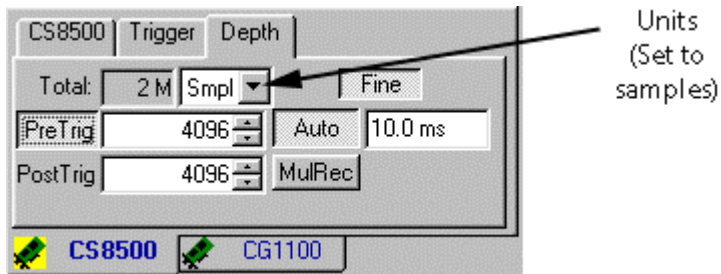 CS8500 Trigger Depth
Total: 2 M Smpl Fine
PreTrig 4096 Auto 10.0 ms
PostTrig 4096 MulRec
CS8500 CG1100
Units
(Set to
samples)